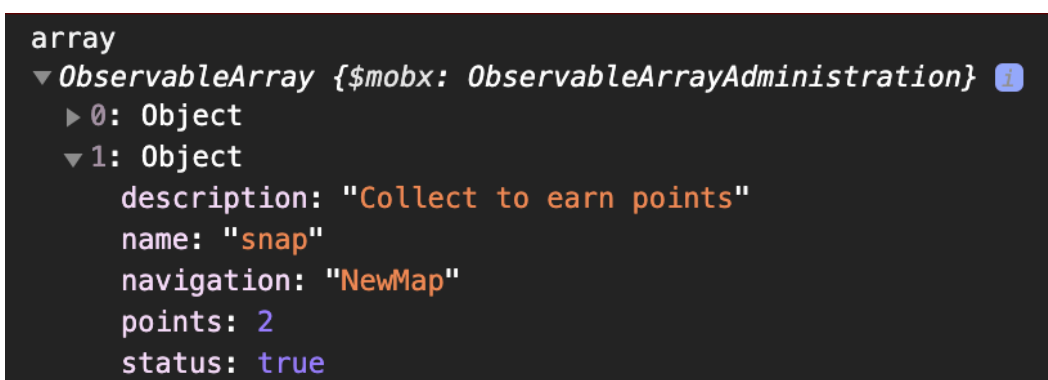 array
▼ObservableArray {$mobx: ObservableArrayAdministration} i
▶0: Object
▼1: Object
description: "Collect to earn points"
name: "snap"
navigation: "NewMap"
points: 2
status: true